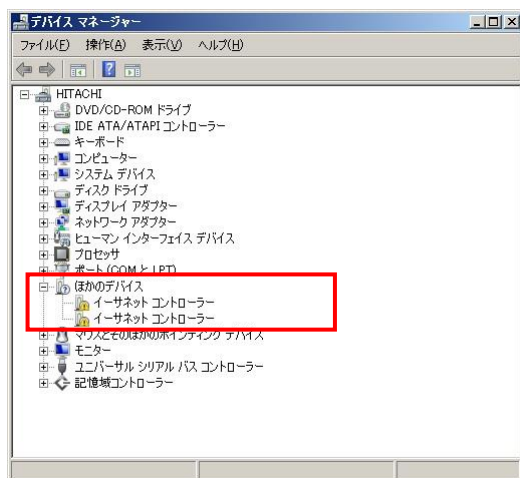 デバイス マネージャー
ファイル(F) 操作(A) 表示(V) ヘルプ(H)
HITACHI
DVD/CD-ROM ドライブ
IDE ATA/ATAPI コントローラー
キーボード
コンピューター
システム デバイス
ディスク ドライブ
ディスプレイ アダプター
ネットワーク アダプター
ヒューマン インターフェイス デバイス
プロセッサ
ポート (COM と LPT)
ほかのデバイス
イーサネット コントローラー
イーサネット コントローラー
マウスとそのほかのポインティング デバイス
モニター
ユニバーサル シリアル バス コントローラー
記憶域コントローラー